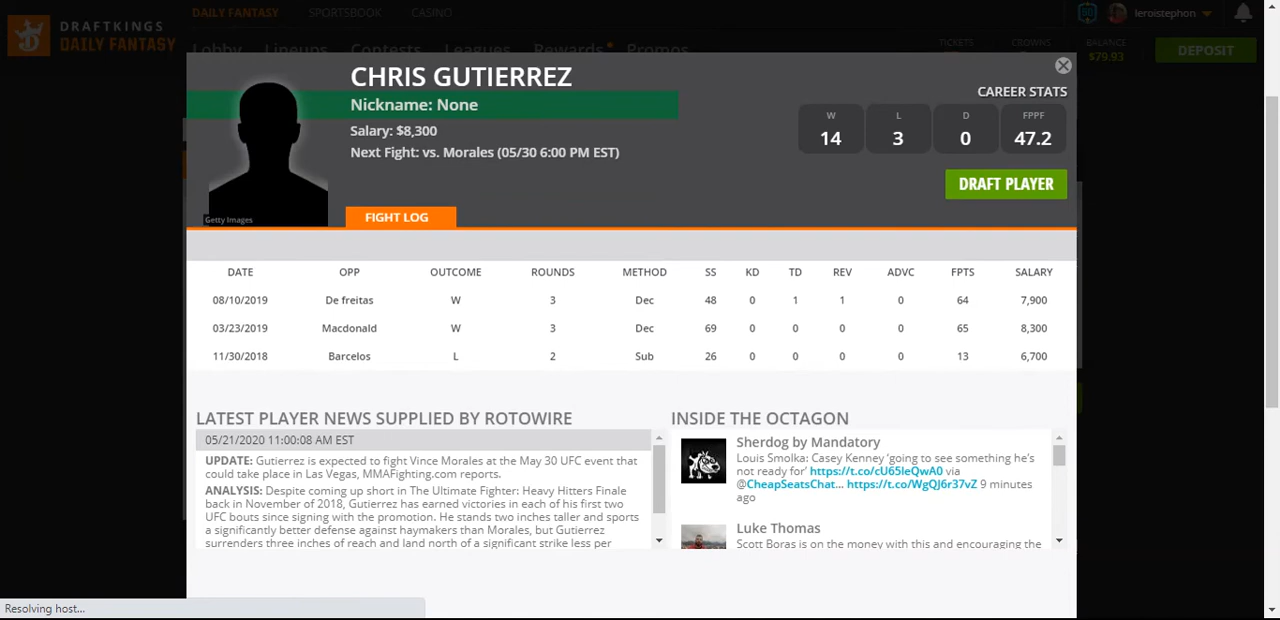 DRAFTKINGS
DAILY FANTASY
DAILY FANTASY SPORTSBOOK CASINO
leroistephon
Lobby Lineups Contests Leagues Rewards Promos
TICKETS CROWNS BALANCE
$79.93
DEPOSIT
CHRIS GUTIERREZ
Nickname: None
Salary: $8,300
Next Fight: vs. Morales (05/30 6:00 PM EST)
Getty Images
CAREER STATS
W L D FPPF
14 3 0 47.2
DRAFT PLAYER
FIGHT LOG
DATE OPP OUTCOME ROUNDS METHOD SS KD TD REV ADVC FPTS SALARY
08/10/2019 De freitas W 3 Dec 48 0 1 1 0 64 7,900
03/23/2019 Macdonald W 3 Dec 69 0 0 0 0 65 8,300
11/30/2018 Barcelos L 2 Sub 26 0 0 0 0 13 6,700
LATEST PLAYER NEWS SUPPLIED BY ROTOWIRE
05/21/2020 11:00:08 AM EST
UPDATE: Gutierrez is expected to fight Vince Morales at the May 30 UFC event that
could take place in Las Vegas, MMAFighting.com reports.
ANALYSIS: Despite coming up short in The Ultimate Fighter: Heavy Hitters Finale
back in November of 2018, Gutierrez has earned victories in each of his first two
UFC bouts since signing with the promotion. He stands two inches taller and sports
a significantly better defense against haymakers than Morales, but Gutierrez
surrenders three inches of reach and land north of a significant strike less per
INSIDE THE OCTAGON
Sherdog by Mandatory
Louis Smolka: Casey Kenney 'going to see something he's
not ready for' https://t.co/cU65leQwA0 via
@CheapSeatsChat... https://t.co/WgQJ6r37vZ 9 minutes
ago
Luke Thomas
Scott Boras is on the money with this and encouraging the
Resolving host...